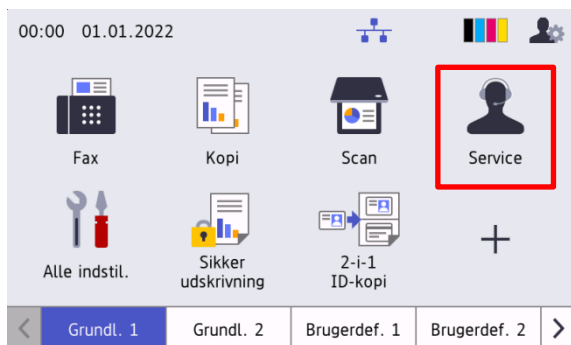 00:00 01.01.2022
Fax
Kopi
Scan
Service
Alle indstil.
Sikker
udskrivning
2-i-1
ID-kopi
Grundl. 1
Grundl. 2
Brugerdef. 1
Brugerdef. 2